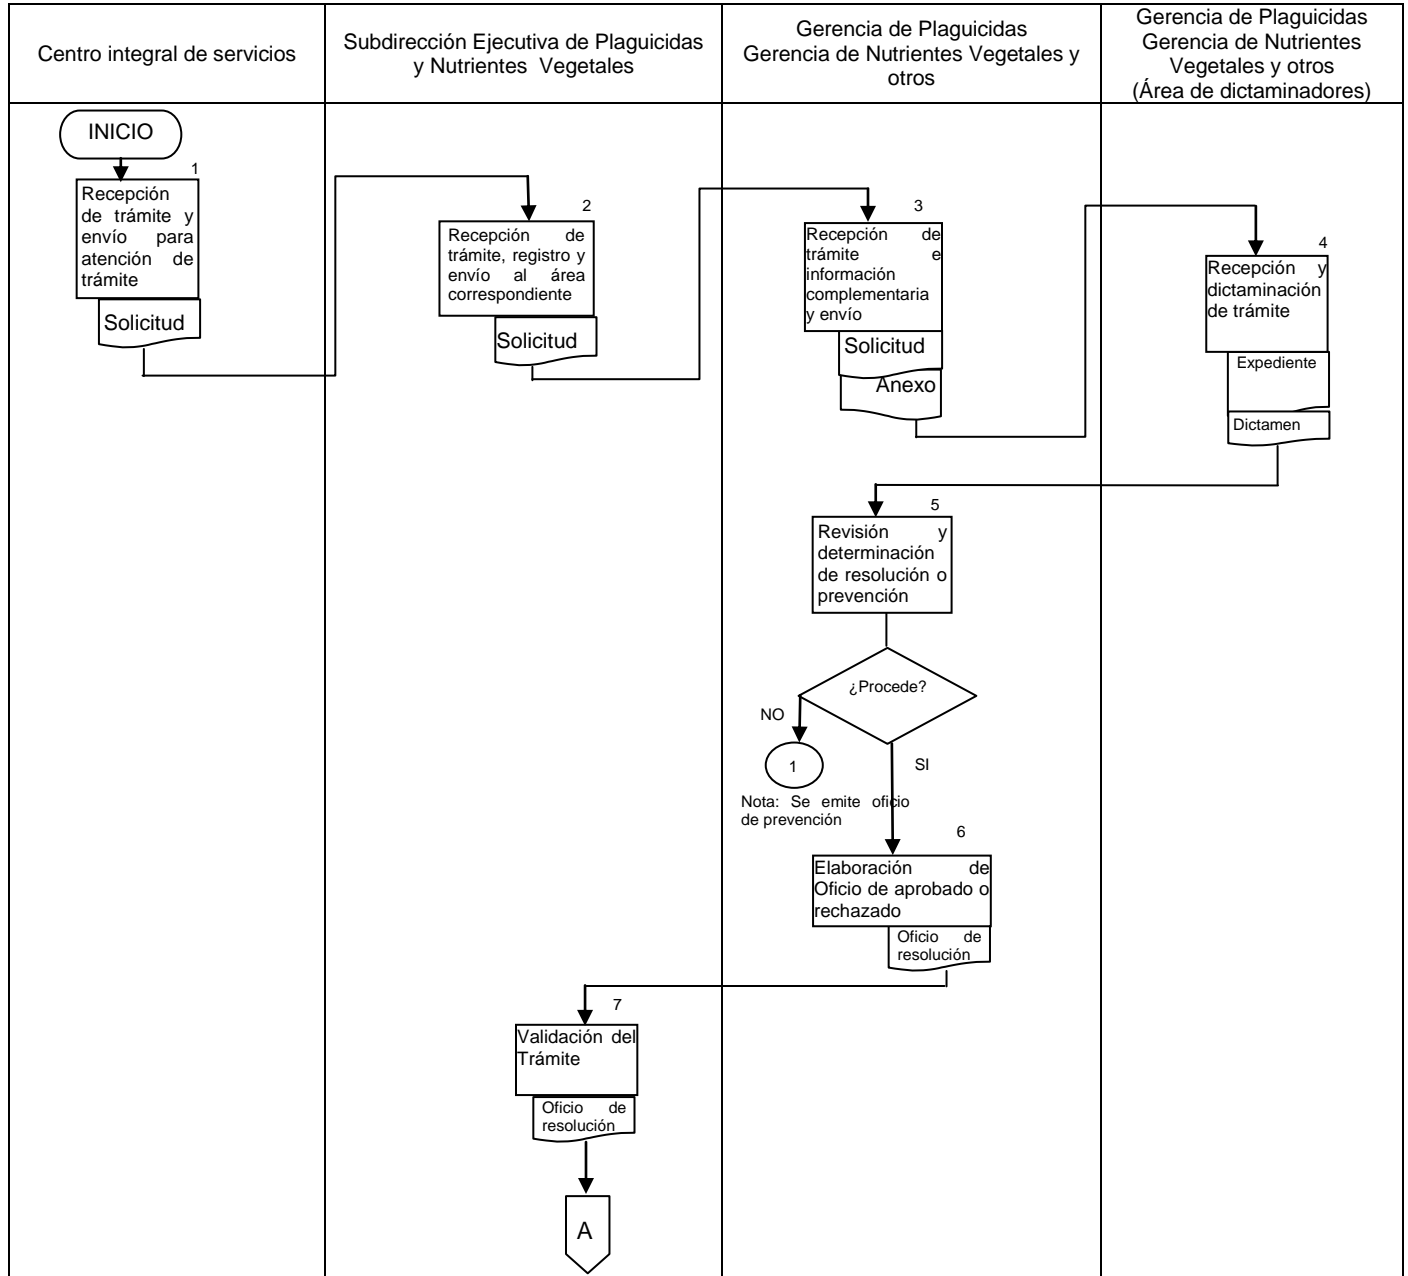 Centro integral de servicios
Subdirección Ejecutiva de Plaguicidas
y Nutrientes Vegetales
Gerencia de Plaguicidas
Gerencia de Nutrientes Vegetales y
otros
Gerencia de Plaguicidas
Gerencia de Nutrientes
Vegetales y otros
(Área de dictaminadores)
INICIO
1
Recepción
de trámite y
envío para
atención de
trámite
Solicitud
2
Recepción de
trámite, registro y
envío al área
correspondiente
Solicitud
3
Recepción de
trámite e
información
complementaria
y envío
Solicitud
Anexo
4
Recepción y
dictaminación
de trámite
Expediente
Dictamen
5
Revisión y
determinación
de resolución o
prevención
¿Procede?
NO
1
SI
Nota: Se emite oficio
de prevención
6
Elaboración de
Oficio de aprobado o
rechazado
Oficio de
resolución
7
Validación del
Trámite
Oficio de
resolución
A